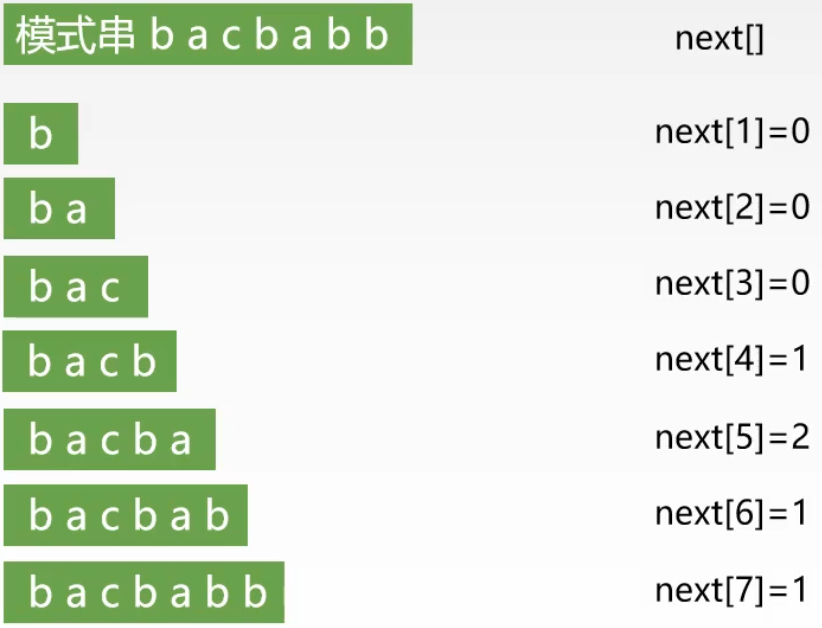 模式串 b a c b a b b next[]
b next[1]=0
b a next[2]=0
b a c next[3]=0
b a c b next[4]=1
b a c b a next[5]=2
b a c b a b next[6]=1
b a c b a b b next[7]=1